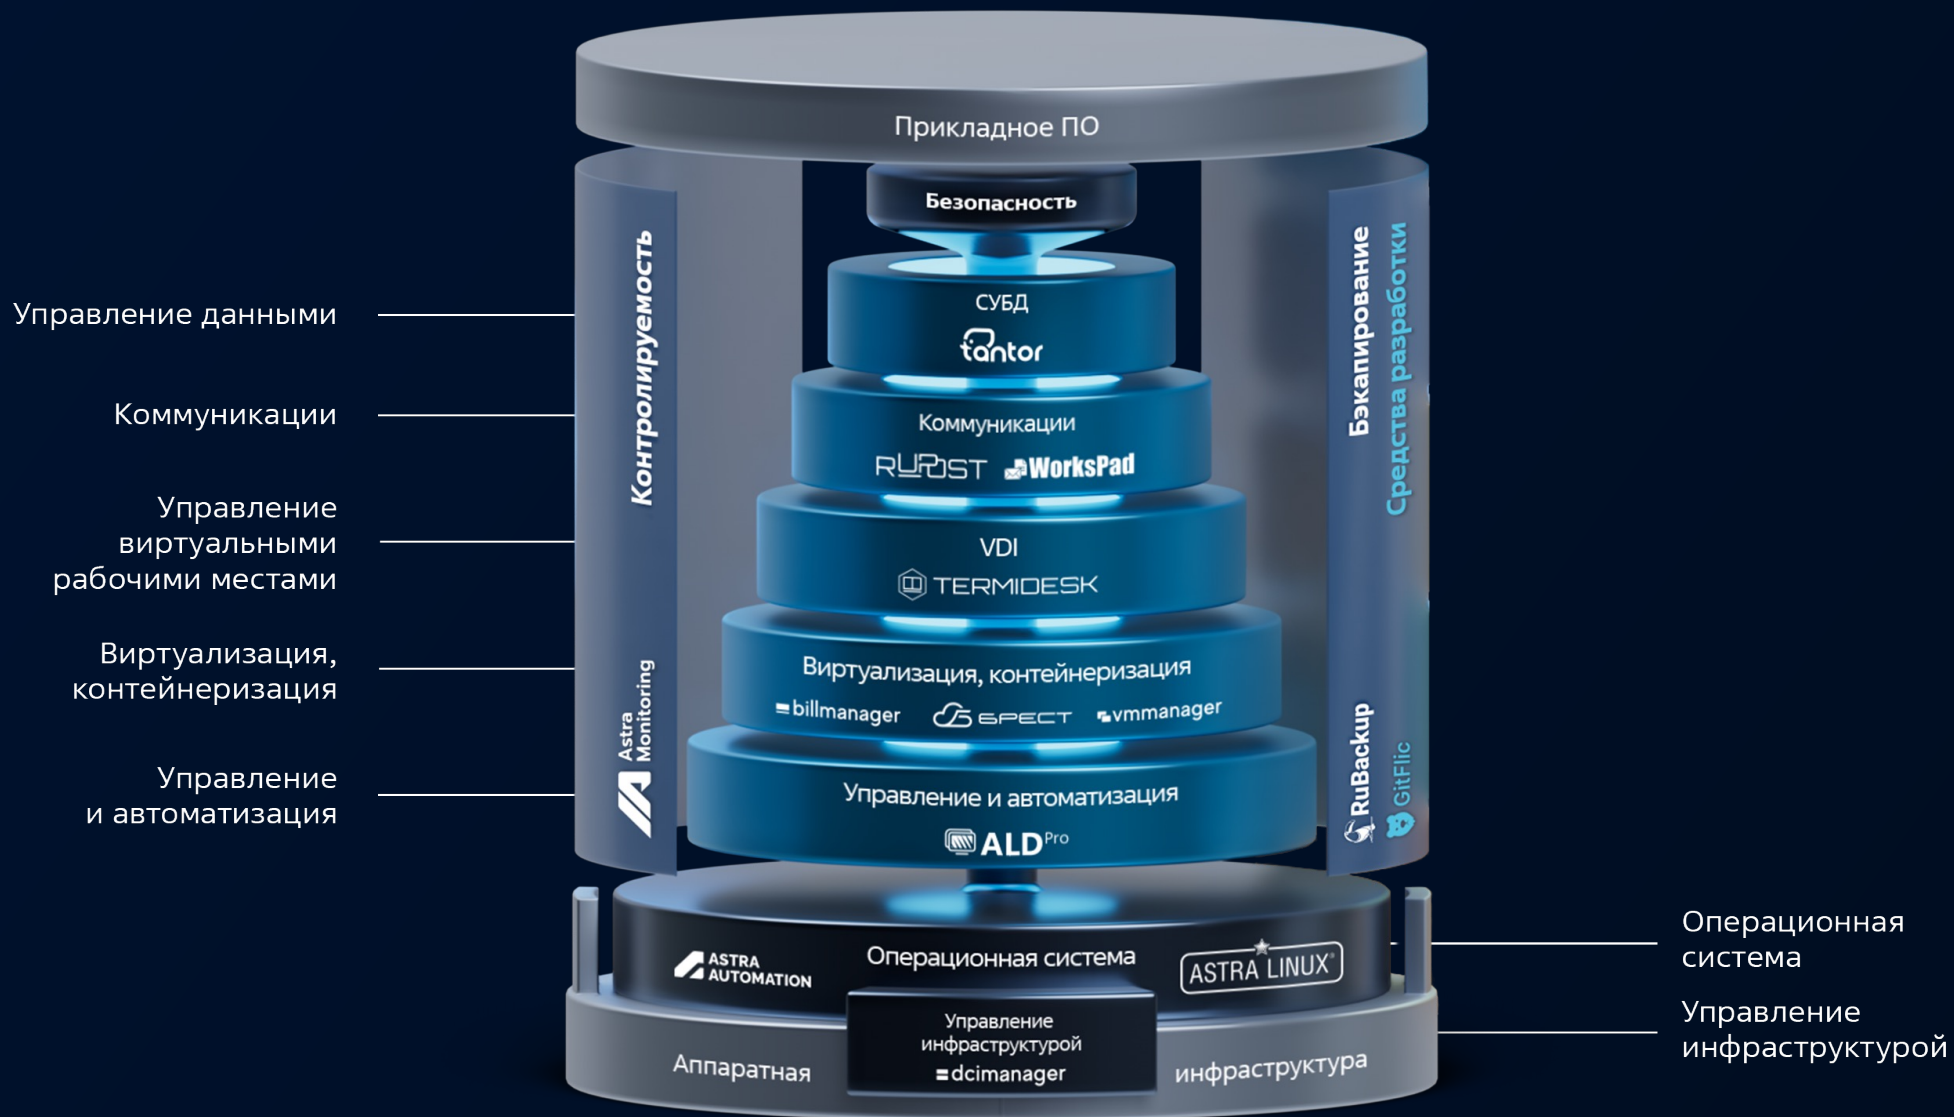 Прикладное ПО
Безопасность
СУБД
tantor
Коммуникации
RUPOST WorksPad
VDI
TERMIDESK
Виртуализация, контейнеризация
billmanager БРЕСТ vmmanager
Управление и автоматизация
ALD Pro
Операционная система
ASTRA
AUTOMATION
ASTRA LINUX®
Управление
инфраструктурой
dcimanager
Аппаратная
инфраструктура
Контролируемость
Astra
Monitoring
Бэкапирование
RuBackup
Средства разработки
GitFlic
Управление данными
Коммуникации
Управление
виртуальными
рабочими местами
Виртуализация,
контейнеризация
Управление
и автоматизация
Операционная
система
Управление
инфраструктурой